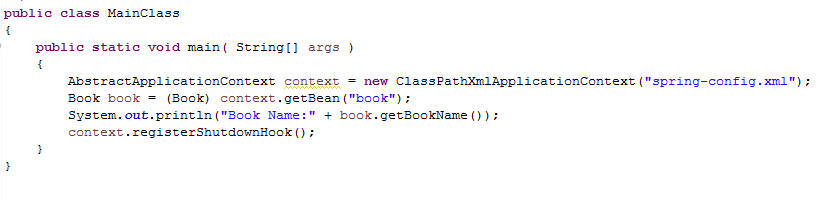 public class MainClass
{
public static void main( String[] args )
{
AbstractApplicationContext context = new ClassPathXmlApplicationContext("spring-config.xml");
Book book = (Book) context.getBean("book");
System.out.println("Book Name:" + book.getBookName());
context.registerShutdownHook();
}
}